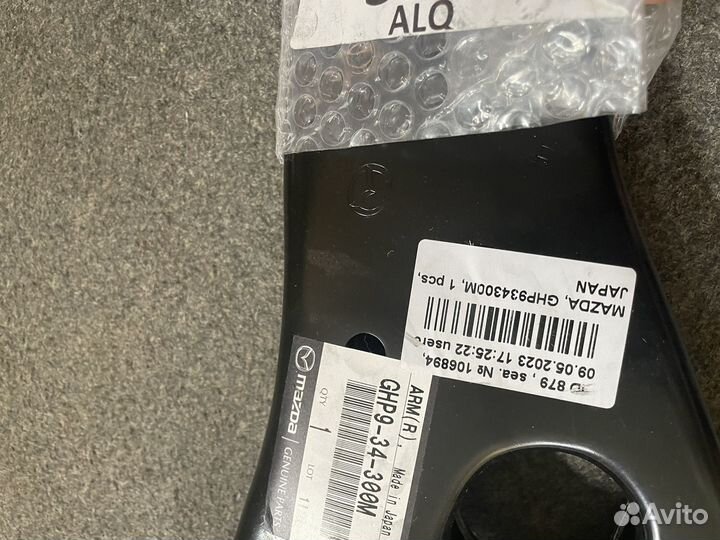 ALQ
MAZDA, GHP934300M, 1 pcs,
JAPAN
879, sea. № 106894,
09.05.2023 17:25:22 user
mazda | GENUINE PARTS
QTY 1 LOT
ARM(R), Made in Japan
GHP9-34-300M
Avito